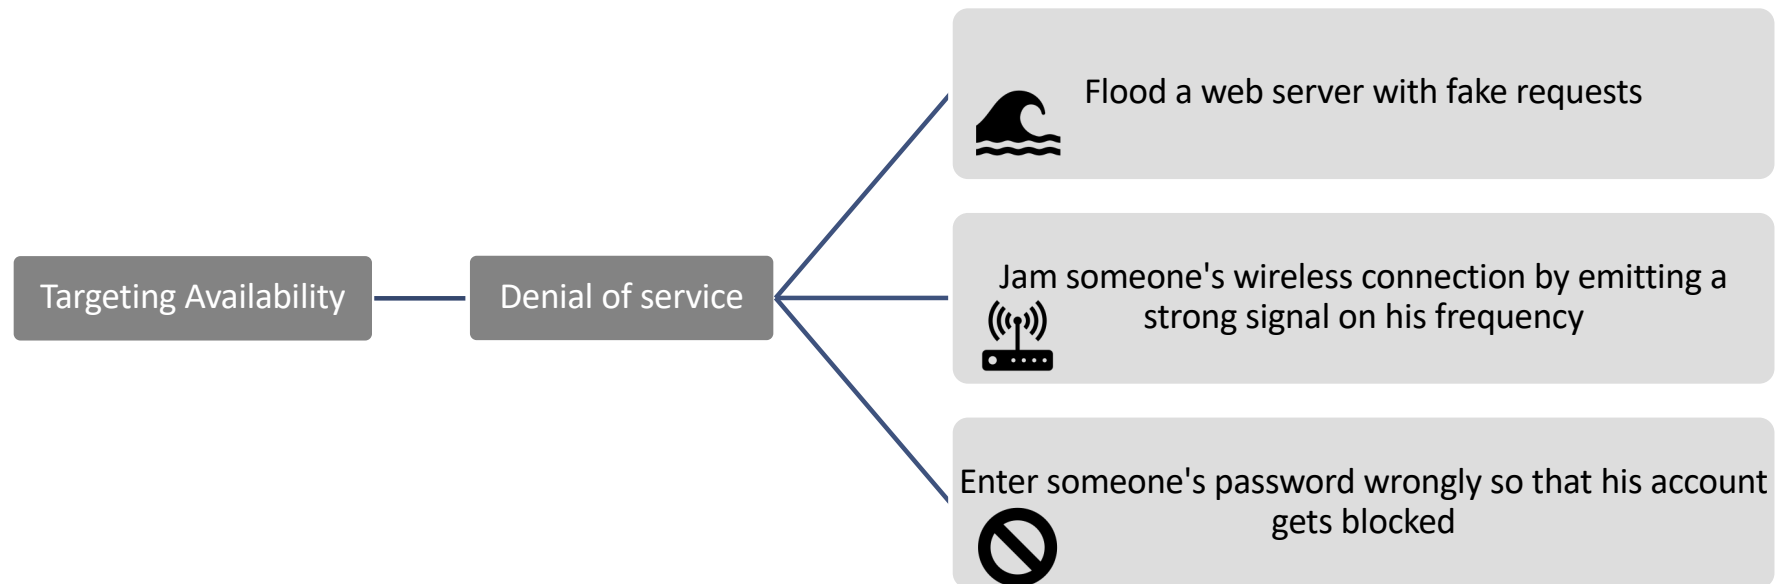 Targeting Availability
Denial of service
Flood a web server with fake requests
Jam someone's wireless connection by emitting a
strong signal on his frequency
Enter someone's password wrongly so that his account
gets blocked